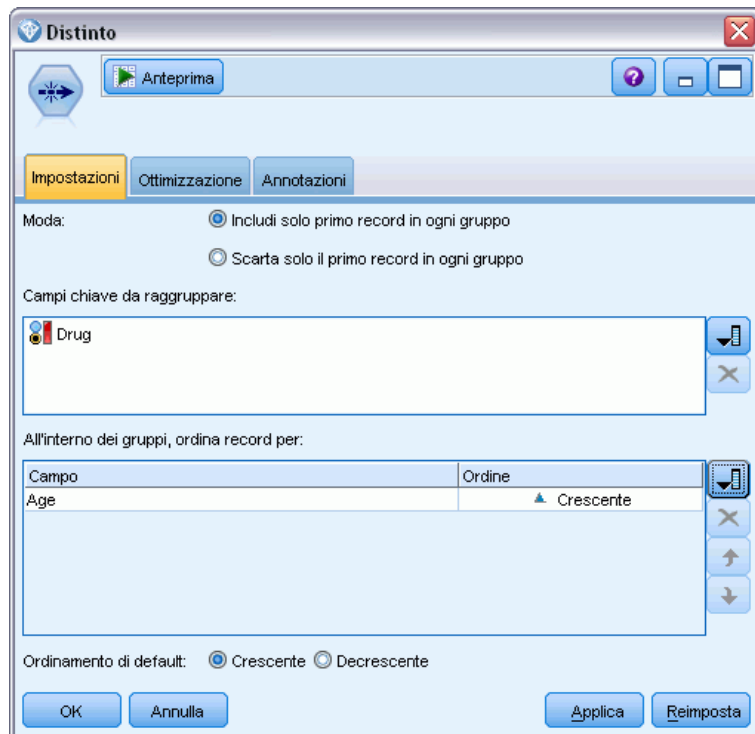 Distinto
Anteprima
Impostazioni Ottimizzazione Annotazioni
Moda: Includi solo primo record in ogni gruppo
Scarta solo il primo record in ogni gruppo
Campi chiave da raggruppare:
Drug
All'interno dei gruppi, ordina record per:
Campo Ordine
Age Crescente
Ordinamento di default: Crescente Decrescente
OK Annulla Applica Reimposta